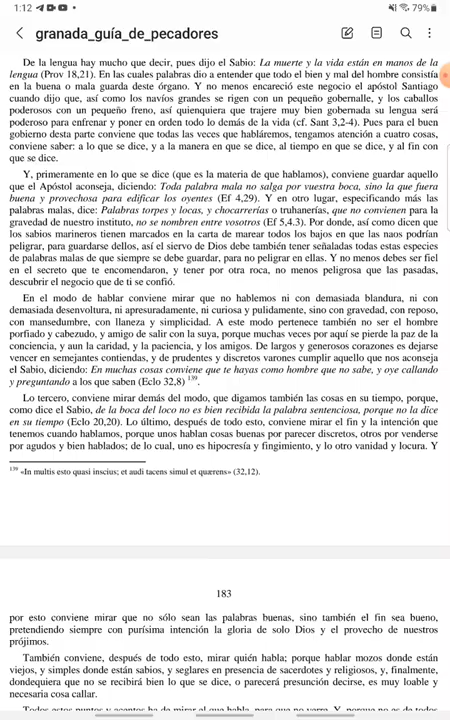 1:12
79%
granada_guía_de_pecadores
De la lengua hay mucho que decir, pues dijo el Sabio: La muerte y la vida están en manos de la
lengua (Prov 18,21). En las cuales palabras dio a entender que todo el bien y mal del hombre consistía
en la buena o mala guarda deste órgano. Y no menos encareció este negocio el apóstol Santiago
cuando dijo que, así como los navíos grandes se rigen con un pequeño gobernalle, y los caballos
poderosos con un pequeño freno, así quienquiera que trajere muy bien gobernada su lengua será
poderoso para enfrenar y poner en orden todo lo demás de la vida (cf. Sant 3,2-4). Pues para el buen
gobierno desta parte conviene que todas las veces que habláremos, tengamos atención a cuatro cosas,
conviene saber: a lo que se dice, y a la manera en que se dice, al tiempo en que se dice, y al fin con
que se dice.
Y, primeramente en lo que se dice (que es la materia de que hablamos), conviene guardar aquello
que el Apóstol aconseja, diciendo: Toda palabra mala no salga por vuestra boca, sino la que fuera
buena y provechosa para edificar los oyentes (Ef 4,29). Y en otro lugar, especificando más las
palabras malas, dice: Palabras torpes y locas, y chocarrerías o truhanerías, que no convienen para la
gravedad de nuestro instituto, no se nombren entre vosotros (Ef 5,4.3). Por donde, así como dicen que
los sabios marineros tienen marcados en la carta de marear todos los bajos en que las naos podrían
peligrar, para guardarse dellos, así el siervo de Dios debe también tener señaladas todas estas especies
de palabras malas de que siempre se debe guardar, para no peligrar en ellas. Y no menos debes ser fiel
en el secreto que te encomendaron, y tener por otra roca, no menos peligrosa que las pasadas,
descubrir el negocio que de ti se confió.
En el modo de hablar conviene mirar que no hablemos ni con demasiada blandura, ni con
demasiada desenvoltura, ni apresuradamente, ni curiosa y pulidamente, sino con gravedad, con reposo,
con mansedumbre, con llaneza y simplicidad. A este modo pertenece también no ser el hombre
porfiado y cabezudo, y amigo de salir con la suya, porque muchas veces por aquí se pierde la paz de la
conciencia, y aun la caridad, y la paciencia, y los amigos. De largos y generosos corazones es dejarse
vencer en semejantes contiendas, y de prudentes y discretos varones cumplir aquello que nos aconseja
el Sabio, diciendo: En muchas cosas conviene que te hayas como hombre que no sabe, y oye callando
y preguntando a los que saben (Eclo 32,8) 139.
Lo tercero, conviene mirar demás del modo, que digamos también las cosas en su tiempo, porque,
como dice el Sabio, de la boca del loco no es bien recibida la palabra sentenciosa, porque no la dice
en su tiempo (Eclo 20,20). Lo último, después de todo esto, conviene mirar el fin y la intención que
tenemos cuando hablamos, porque unos hablan cosas buenas por parecer discretos, otros por venderse
por agudos y bien hablados; de lo cual, uno es hipocresía y fingimiento, y lo otro vanidad y locura. Y
139 «In multis esto quasi inscius; et audi tacens simul et quærens» (32,12).
183
por esto conviene mirar que no sólo sean las palabras buenas, sino también el fin sea bueno,
pretendiendo siempre con purísima intención la gloria de solo Dios y el provecho de nuestros
prójimos.
También conviene, después de todo esto, mirar quién habla; porque hablar mozos donde están
viejos, y simples donde están sabios, y seglares en presencia de sacerdotes y religiosos, y, finalmente,
dondequiera que no se recibirá bien lo que se dice, o parecerá presunción decirse, es muy loable y
necesaria cosa callar.